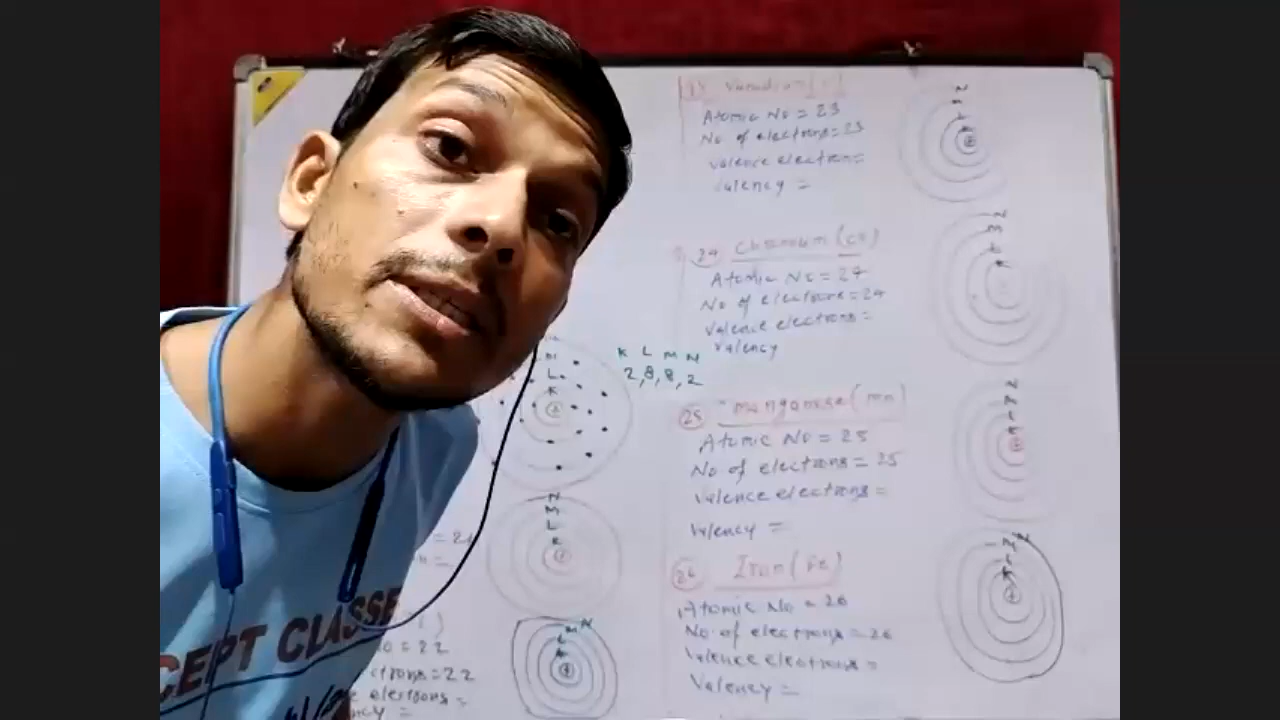 Vanadium
Atomic No = 23
No of electrons = 23
Valence electron =
Valency =
N
24 Chromium (cr)
Atomic No = 24
No of electrons = 24
Valence electrons =
Valency
N
M
L
K
M
L
K
K L M N
2,8,8,2
25 manganese (mn)
Atomic No = 25
No of electrons = 25
Valence electrons =
Valency =
N
M
L
K
N
M
L
K
26 Iron (Fe)
Atomic No = 26
No of electrons = 26
Valence electrons =
Valency =
M N
L
K
= 22
ctrons = 22
electrons =
ncy =
M N
L
K
CEPT CLASSE